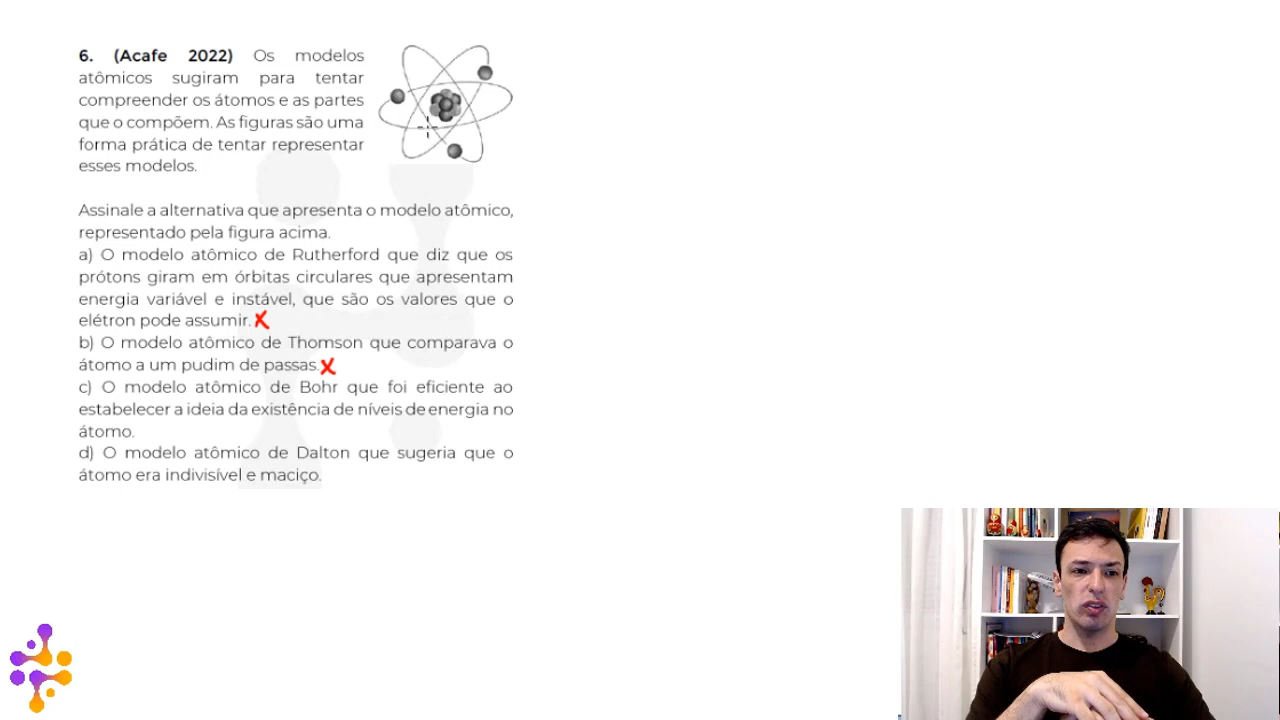 6. (Acafe 2022) Os modelos
atômicos sugiram para tentar
compreender os átomos e as partes
que o compõem. As figuras são uma
forma prática de tentar representar
esses modelos.
Assinale a alternativa que apresenta o modelo atômico,
representado pela figura acima.
a) O modelo atômico de Rutherford que diz que os
prótons giram em órbitas circulares que apresentam
energia variável e instável, que são os valores que o
elétron pode assumir.
b) O modelo atômico de Thomson que comparava o
átomo a um pudim de passas.
c) O modelo atômico de Bohr que foi eficiente ao
estabelecer a ideia da existência de níveis de energia no
átomo.
d) O modelo atômico de Dalton que sugeria que o
átomo era indivisível e maciço.